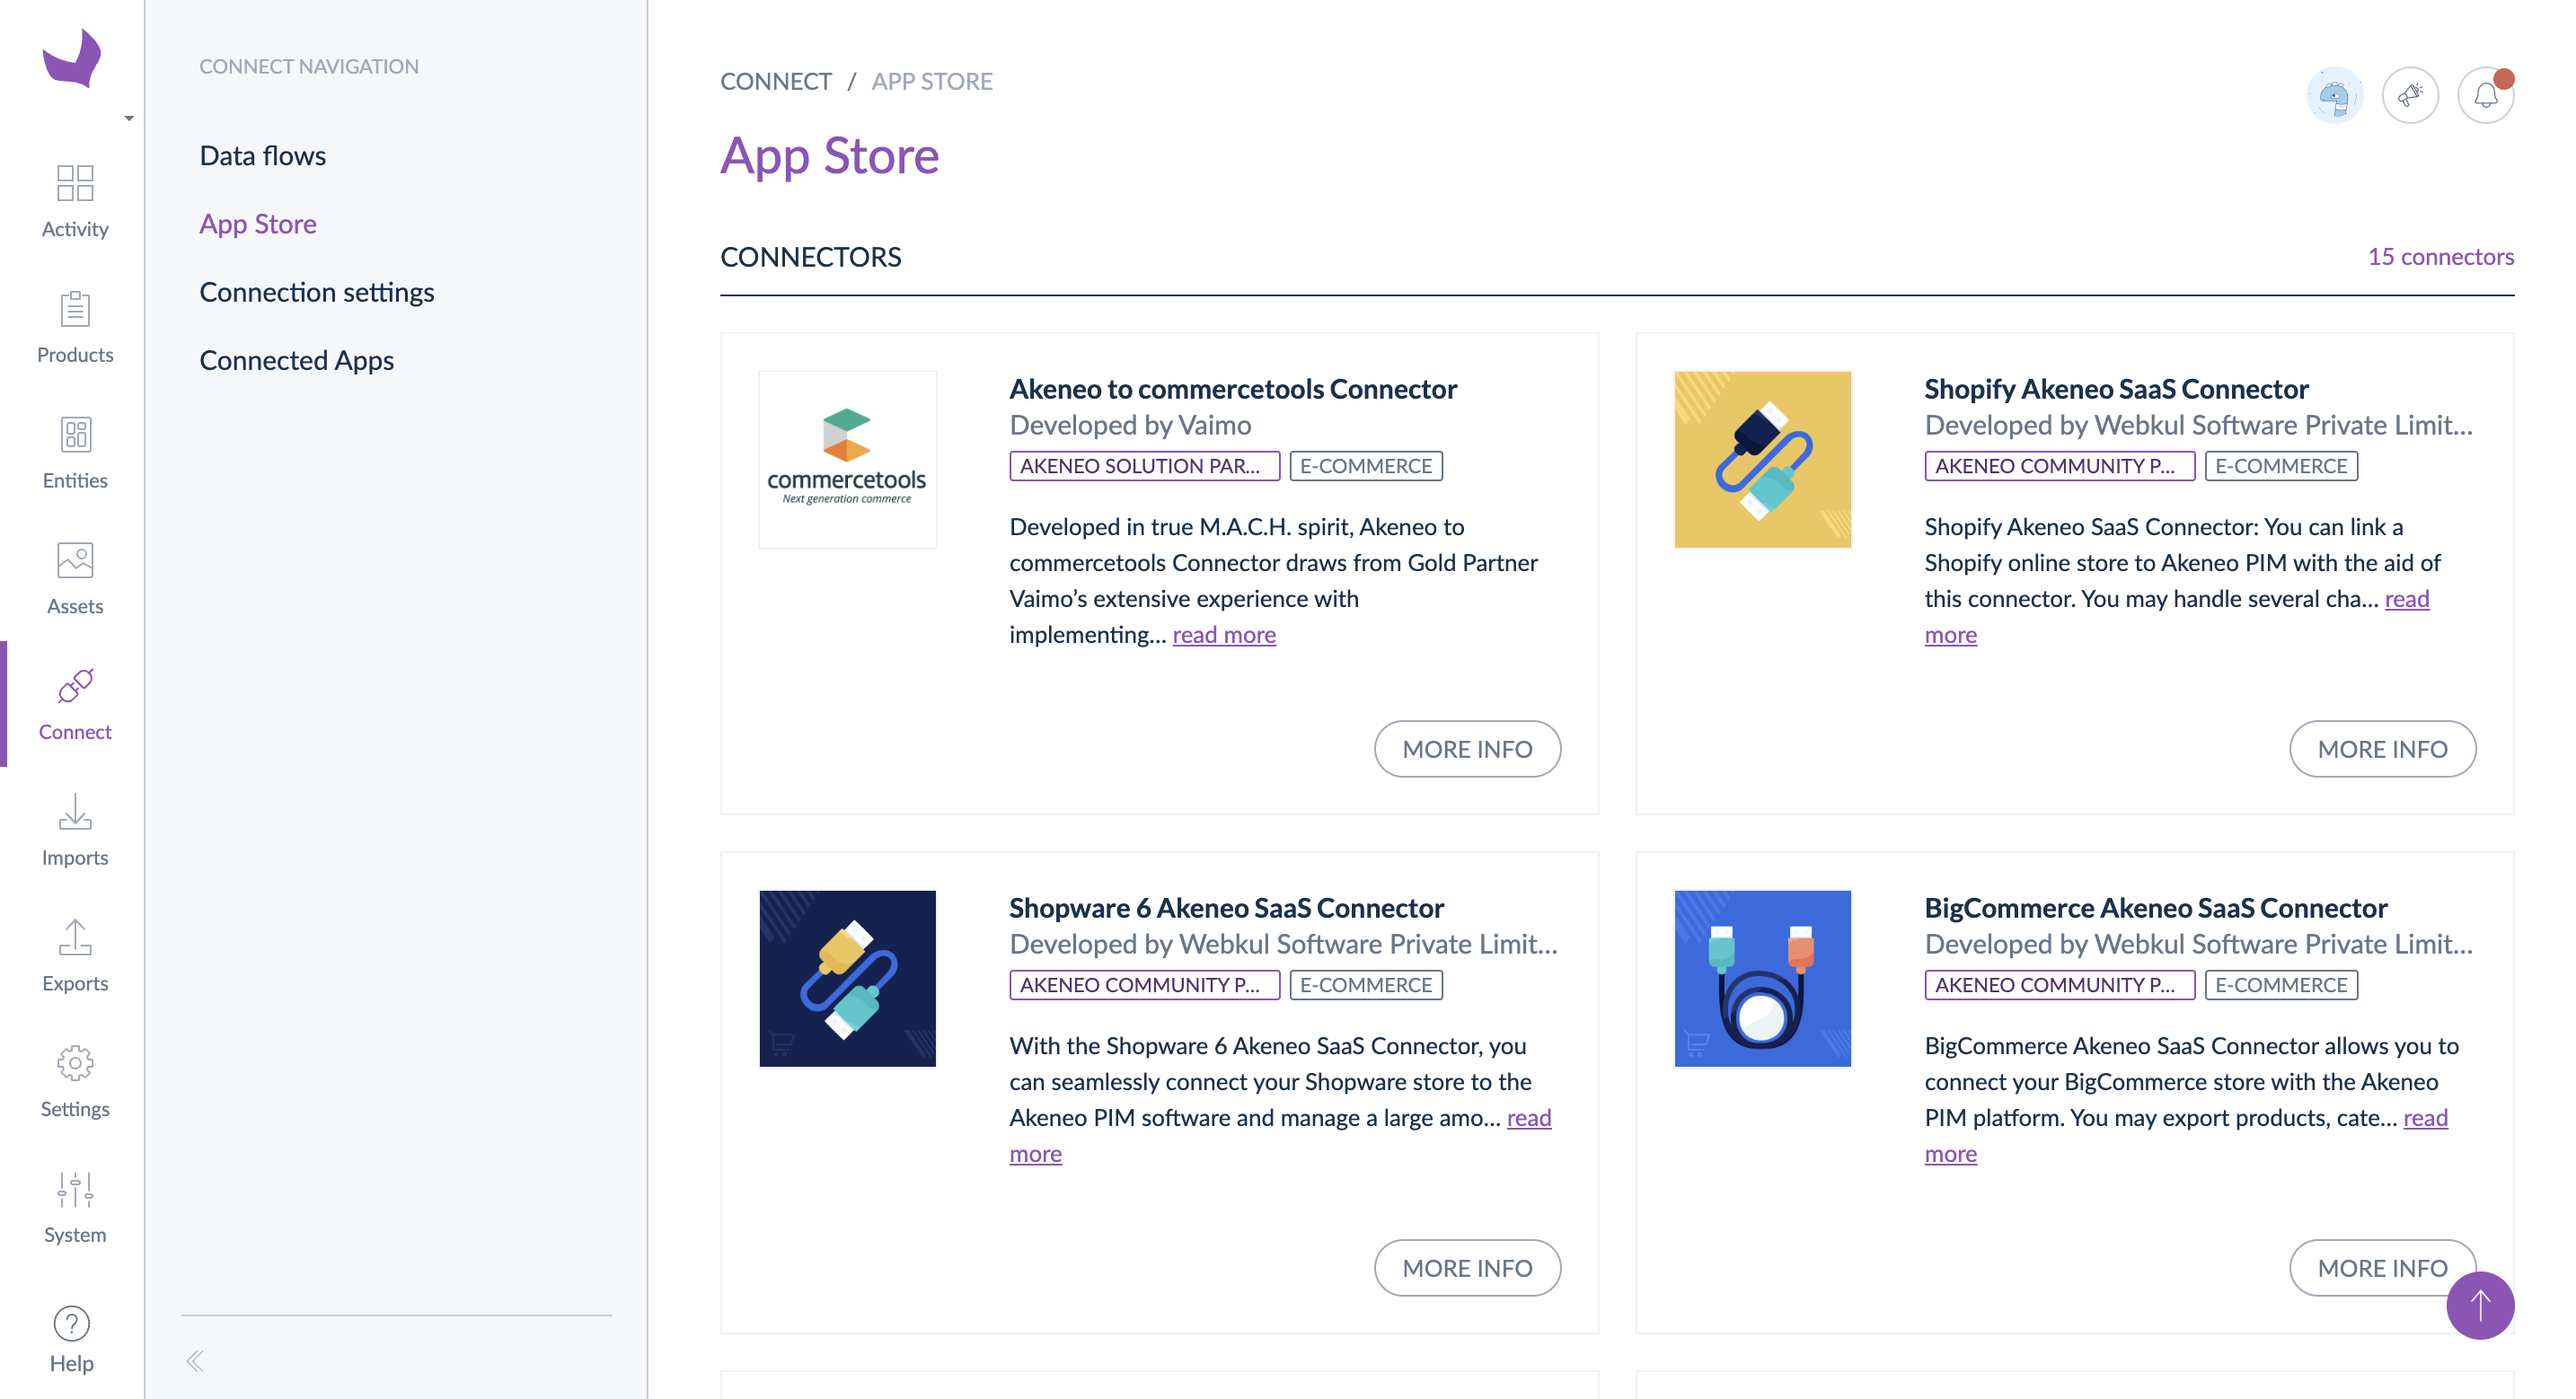 Activity
Products
Entities
Assets
Connect
Imports
Exports
Settings
System
Help
CONNECT NAVIGATION
Data flows
App Store
Connection settings
Connected Apps
CONNECT / APP STORE
App Store
CONNECTORS
15 connectors
commercetools
Next generation commerce
Akeneo to commercetools Connector
Developed by Vaimo
AKENEO SOLUTION PAR... E-COMMERCE
Developed in true M.A.C.H. spirit, Akeneo to
commercetools Connector draws from Gold Partner
Vaimo’s extensive experience with
implementing... read more
MORE INFO
Shopify Akeneo SaaS Connector
Developed by Webkul Software Private Limit...
AKENEO COMMUNITY P... E-COMMERCE
Shopify Akeneo SaaS Connector: You can link a
Shopify online store to Akeneo PIM with the aid of
this connector. You may handle several cha... read
more
MORE INFO
Shopware 6 Akeneo SaaS Connector
Developed by Webkul Software Private Limit...
AKENEO COMMUNITY P... E-COMMERCE
With the Shopware 6 Akeneo SaaS Connector, you
can seamlessly connect your Shopware store to the
Akeneo PIM software and manage a large amo... read
more
MORE INFO
BigCommerce Akeneo SaaS Connector
Developed by Webkul Software Private Limit...
AKENEO COMMUNITY P... E-COMMERCE
BigCommerce Akeneo SaaS Connector allows you to
connect your BigCommerce store with the Akeneo
PIM platform. You may export products, cate... read
more
MORE INFO